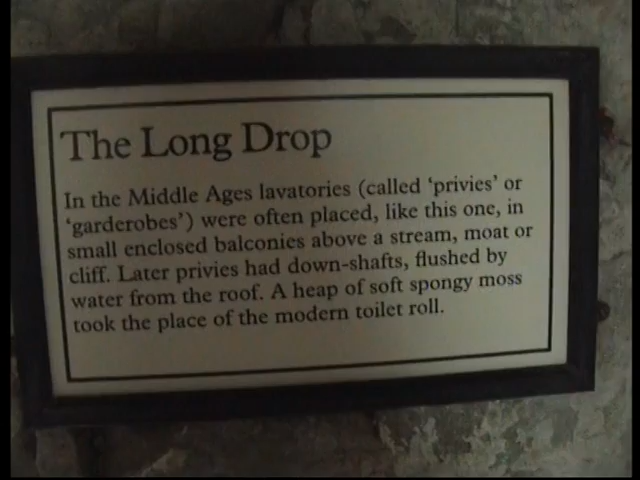 The Long Drop
In the Middle Ages lavatories (called ‘privies’ or
‘garderobes’) were often placed, like this one, in
small enclosed balconies above a stream, moat or
cliff. Later privies had down-shafts, flushed by
water from the roof. A heap of soft spongy moss
took the place of the modern toilet roll.